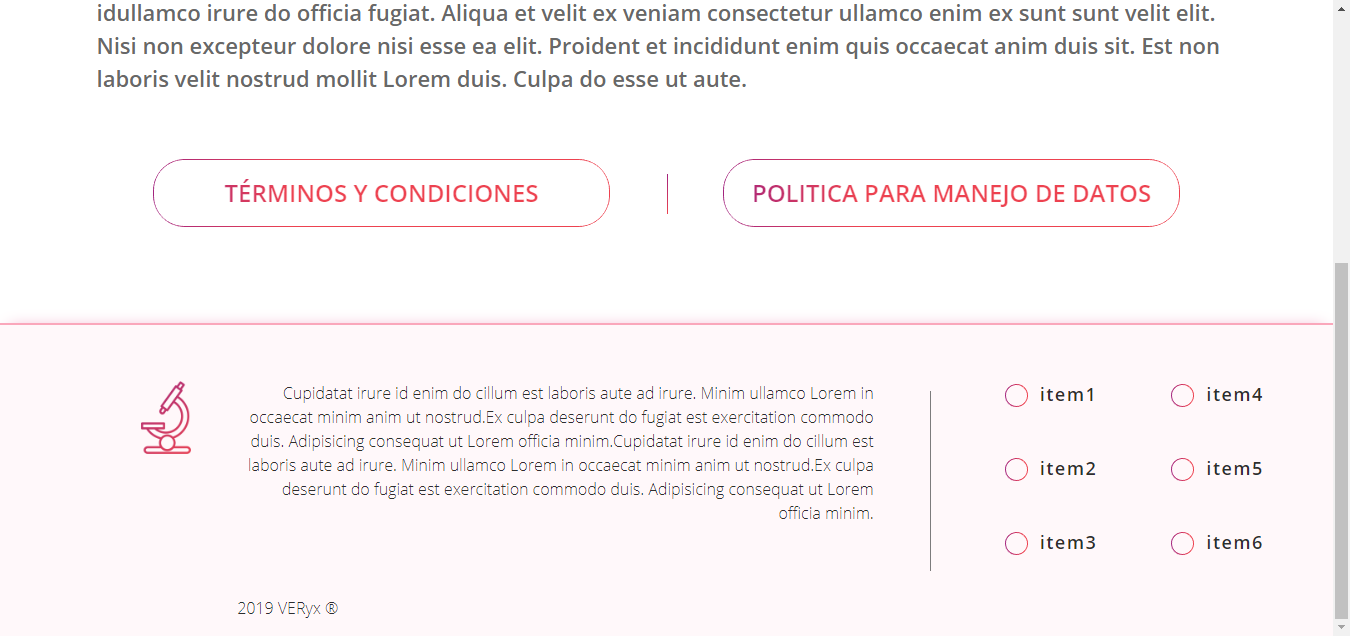 idullamco irure do officia fugiat. Aliqua et velit ex veniam consectetur ullamco enim ex sunt sunt velit elit.
Nisi non excepteur dolore nisi esse ea elit. Proident et incididunt enim quis occaecat anim duis sit. Est non
laboris velit nostrud mollit Lorem duis. Culpa do esse ut aute.
TÉRMINOS Y CONDICIONES
POLITICA PARA MANEJO DE DATOS
Cupidatat irure id enim do cillum est laboris aute ad irure. Minim ullamco Lorem in
occaecat minim anim ut nostrud.Ex culpa deserunt do fugiat est exercitation commodo
duis. Adipisicing consequat ut Lorem officia minim.Cupidatat irure id enim do cillum est
laboris aute ad irure. Minim ullamco Lorem in occaecat minim anim ut nostrud.Ex culpa
deserunt do fugiat est exercitation commodo duis. Adipisicing consequat ut Lorem
officia minim.
item1
item2
item3
item4
item5
item6
2019 VERyx ®